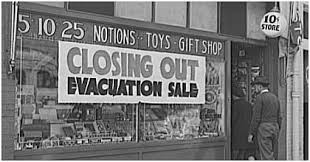 5 10 25 NOTIONS - TOYS - GIFT SHOP
10¢
STORE
CLOSING OUT
EVACUATION SALE